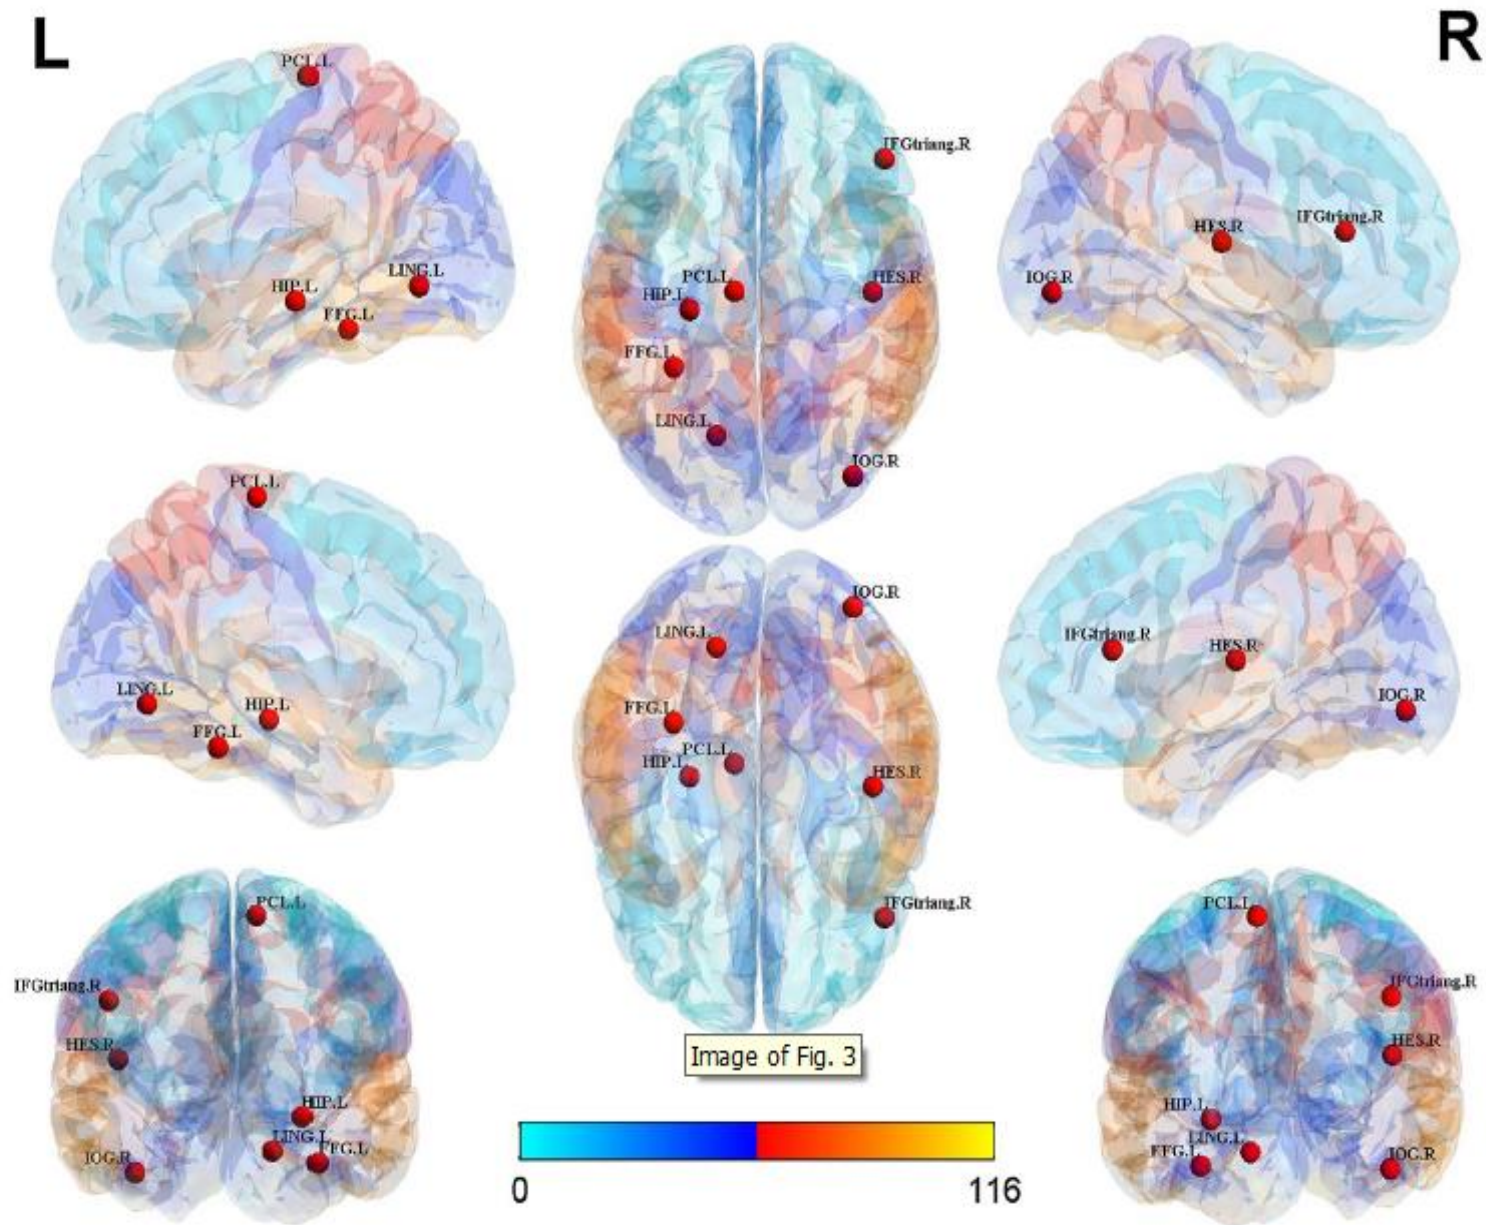 L
R
PCL.L
LING.L
HIP.L
FFG.L
IFGtriang.R
PCL.L
HES.R
HIP.L
FFG.L
LING.L
IOG.R
IFGtriang.R
HES.R
IOG.R
PCL.L
LING.L
HIP.L
FFG.L
IOG.R
LING.L
FFG.L
PCL.L
HIP.L
HES.R
IFGtriang.R
IFGtriang.R
HES.R
IOG.R
PCL.L
IFGtriang.R
HES.R
HIP.L
LING.L
FFG.L
IOG.R
Image of Fig. 3
0
116
PCL.L
IFGtriang.R
HES.R
HIP.L
LING.L
FFG.L
IOG.R